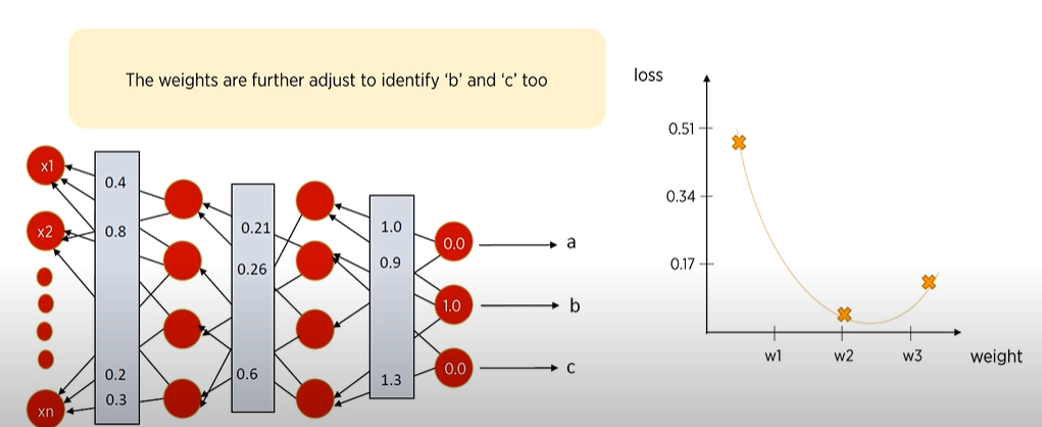 The weights are further adjust to identify 'b' and 'c' too
x1
x2
xn
0.4
0.8
0.2
0.3
0.21
0.26
0.6
1.0
0.9
1.3
0.0
1.0
0.0
a
b
c
loss
0.51
0.34
0.17
w1
w2
w3
weight